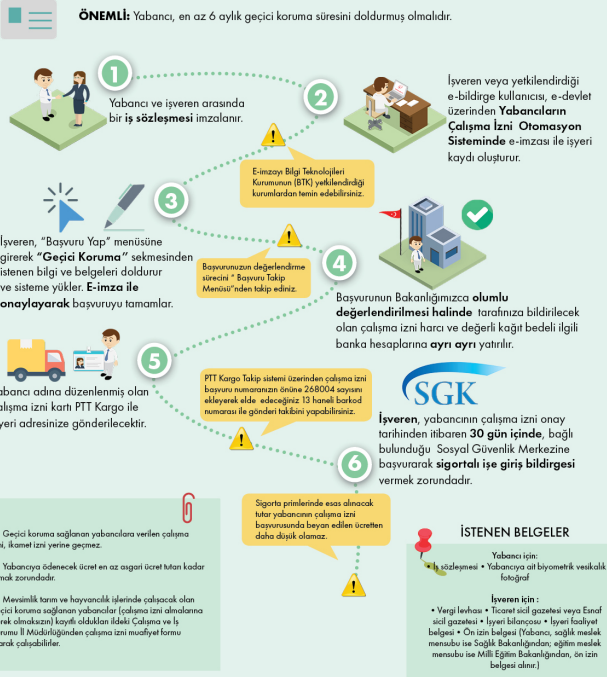 ÖNEMLİ: Yabancı, en az 6 aylık geçici koruma süresini doldurmuş olmalıdır.
1
Yabancı ve işveren arasında
bir iş sözleşmesi imzalanır.
2
İşveren veya yetkilendirdiği
e-bildirge kullanıcısı, e-devlet
üzerinden Yabancıların
Çalışma İzni Otomasyon
Sisteminde e-imzası ile işyeri
kaydı oluşturur.
E-imzayı Bilgi Teknolojileri
Kurumunun (BTK) yetkilendirdiği
kurumlardan temin edebilirsiniz.
3
İşveren, "Başvuru Yap" menüsüne
girerek "Geçici Koruma" sekmesinden
istenen bilgi ve belgeleri doldurur
ve sisteme yükler. E-imza ile
onaylayarak başvuruyu tamamlar.
Başvurunuzun değerlendirme
sürecini " Başvuru Takip
Menüsü"nden takip ediniz.
4
Başvurunun Bakanlığımızca olumlu
değerlendirilmesi halinde tarafınıza bildirilecek
olan çalışma izni harcı ve değerli kağıt bedeli ilgili
banka hesaplarına ayrı ayrı yatırılır.
5
abancı adına düzenlenmiş olan
alışma izni kartı PTT Kargo ile
yeri adresinize gönderilecektir.
PTT Kargo Takip sistemi üzerinden çalışma izni
başvuru numaranızın önüne 268004 sayısını
ekleyerek elde edeceğiniz 13 haneli barkod
numarası ile gönderi takibini yapabilirsiniz.
SGK
6
İşveren, yabancının çalışma izni onay
tarihinden itibaren 30 gün içinde, bağlı
bulunduğu Sosyal Güvenlik Merkezine
başvurarak sigortalı işe giriş bildirgesi
vermek zorundadır.
Sigorta primlerinde esas alınacak
tutar yabancının çalışma izni
başvurusunda beyan edilen ücretten
daha düşük olamaz.
Geçici koruma sağlanan yabancılara verilen çalışma
ni, ikamet izni yerine geçmez.
Yabancıya ödenecek ücret en az asgari ücret tutarı kadar
mak zorundadır.
Mevsimlik tarım ve hayvancılık işlerinde çalışacak olan
çici koruma sağlanan yabancılar (çalışma izni almalarına
erek olmaksızın) kayıtlı oldukları ildeki Çalışma ve İş
urumu İl Müdürlüğünden çalışma izni muafiyet formu
arak çalışabilirler.
İSTENEN BELGELER
Yabancı için:
• İş sözleşmesi • Yabancıya ait biyometrik vesikalık
fotoğraf
İşveren için :
• Vergi levhası • Ticaret sicil gazetesi veya Esnaf
sicil gazetesi • İşyeri bilançosu • İşyeri faaliyet
belgesi • Ön izin belgesi (Yabancı, sağlık meslek
mensubu ise Sağlık Bakanlığından; eğitim meslek
mensubu ise Milli Eğitim Bakanlığından, ön izin
belgesi alınır.)